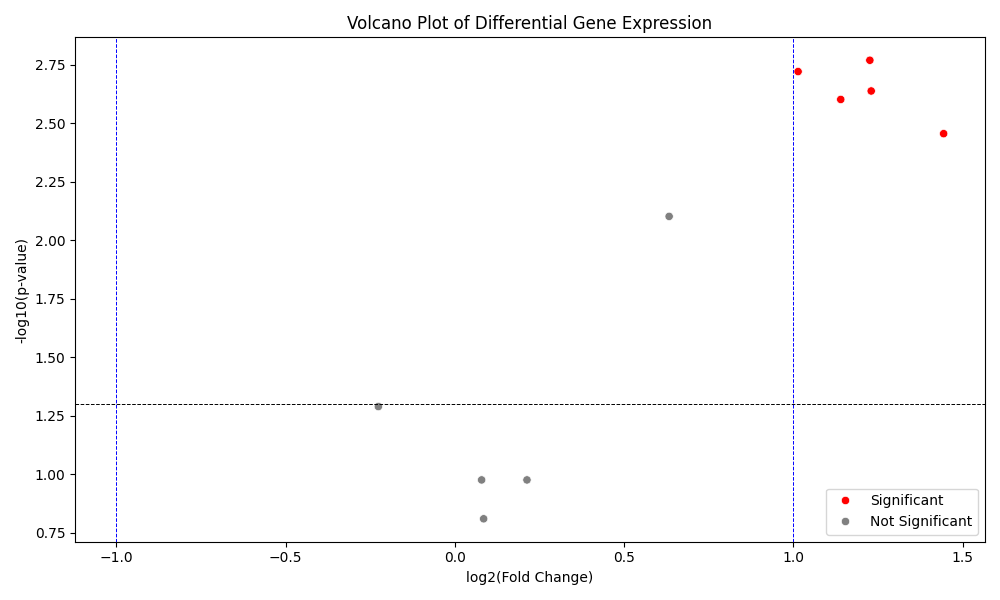 Volcano Plot of Differential Gene Expression
-log10(p-value)
2.75
2.50
2.25
2.00
1.75
1.50
1.25
1.00
0.75
Significant
Not Significant
−1.0 −0.5 0.0 0.5 1.0 1.5
log2(Fold Change)